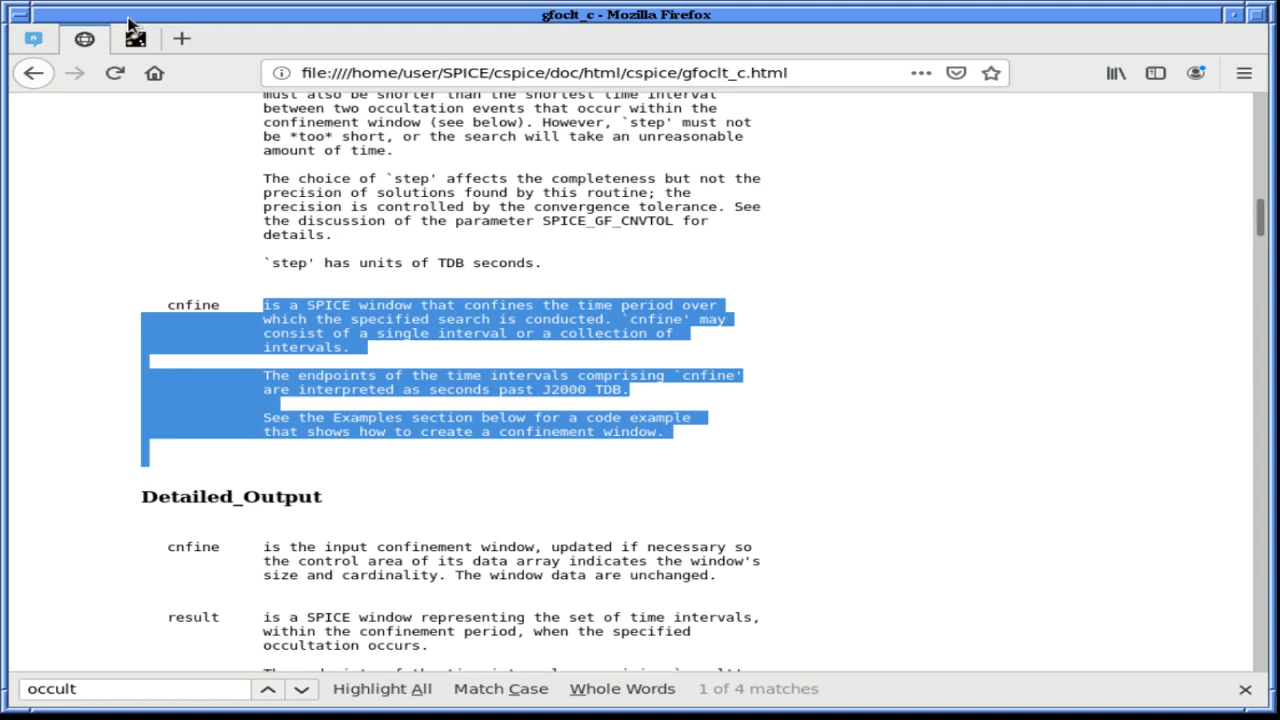 gfoclt_c - Mozilla Firefox
file:////home/user/SPICE/cspice/doc/html/cspice/gfoclt_c.html
must also be shorter than the shortest time interval
between two occultation events that occur within the
confinement window (see below). However, `step' must not
be *too* short, or the search will take an unreasonable
amount of time.
The choice of `step' affects the completeness but not the
precision of solutions found by this routine; the
precision is controlled by the convergence tolerance. See
the discussion of the parameter SPICE_GF_CNVTOL for
details.
`step' has units of TDB seconds.
cnfine is a SPICE window that confines the time period over
which the specified search is conducted. `cnfine' may
consist of a single interval or a collection of
intervals.
The endpoints of the time intervals comprising `cnfine'
are interpreted as seconds past J2000 TDB.
See the Examples section below for a code example
that shows how to create a confinement window.
Detailed_Output
cnfine is the input confinement window, updated if necessary so
the control area of its data array indicates the window's
size and cardinality. The window data are unchanged.
result is a SPICE window representing the set of time intervals,
within the confinement period, when the specified
occultation occurs.
occult Highlight All Match Case Whole Words 1 of 4 matches